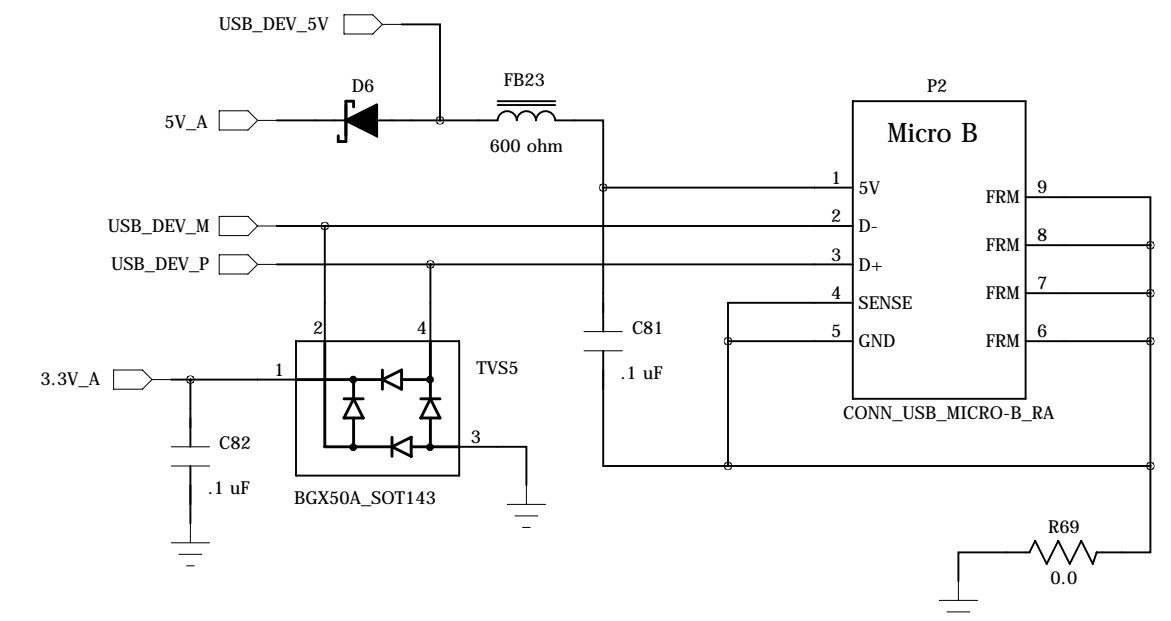 USB_DEV_5V
D6
FB23
5V_A
600 ohm
P2
Micro B
1
5V
FRM
9
USB_DEV_M
2
D-
FRM
8
USB_DEV_P
3
D+
FRM
7
4
SENSE
5
GND
FRM
6
CONN_USB_MICRO-B_RA
2
4
C81
.1 uF
3.3V_A
1
TVS5
3
C82
.1 uF
BGX50A_SOT143
R69
0.0